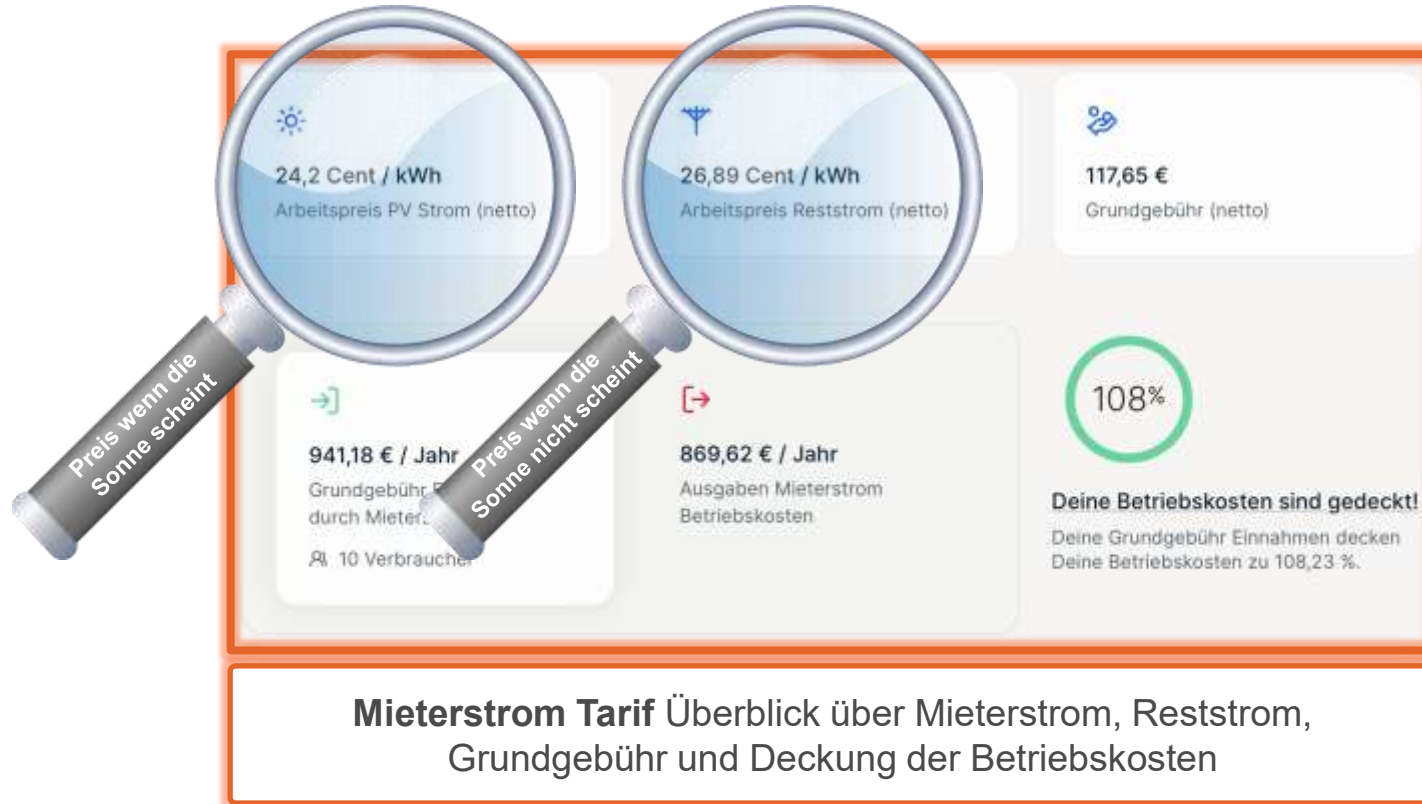 24,2 Cent / kWh
Arbeitspreis PV Strom (netto)
26,89 Cent / kWh
Arbeitspreis Reststrom (netto)
117,65 €
Grundgebühr (netto)
Preis wenn die
Sonne scheint
941,18 € / Jahr
Grundgebühr
durch
10 Verbraucher
Preis wenn die
Sonne nicht scheint
869,62 € / Jahr
Ausgaben Mieterstrom
Betriebskosten
108%
Deine Betriebskosten sind gedeckt!
Deine Grundgebühr Einnahmen decken
Deine Betriebskosten zu 108,23 %.
Mieterstrom Tarif Überblick über Mieterstrom, Reststrom,
Grundgebühr und Deckung der Betriebskosten